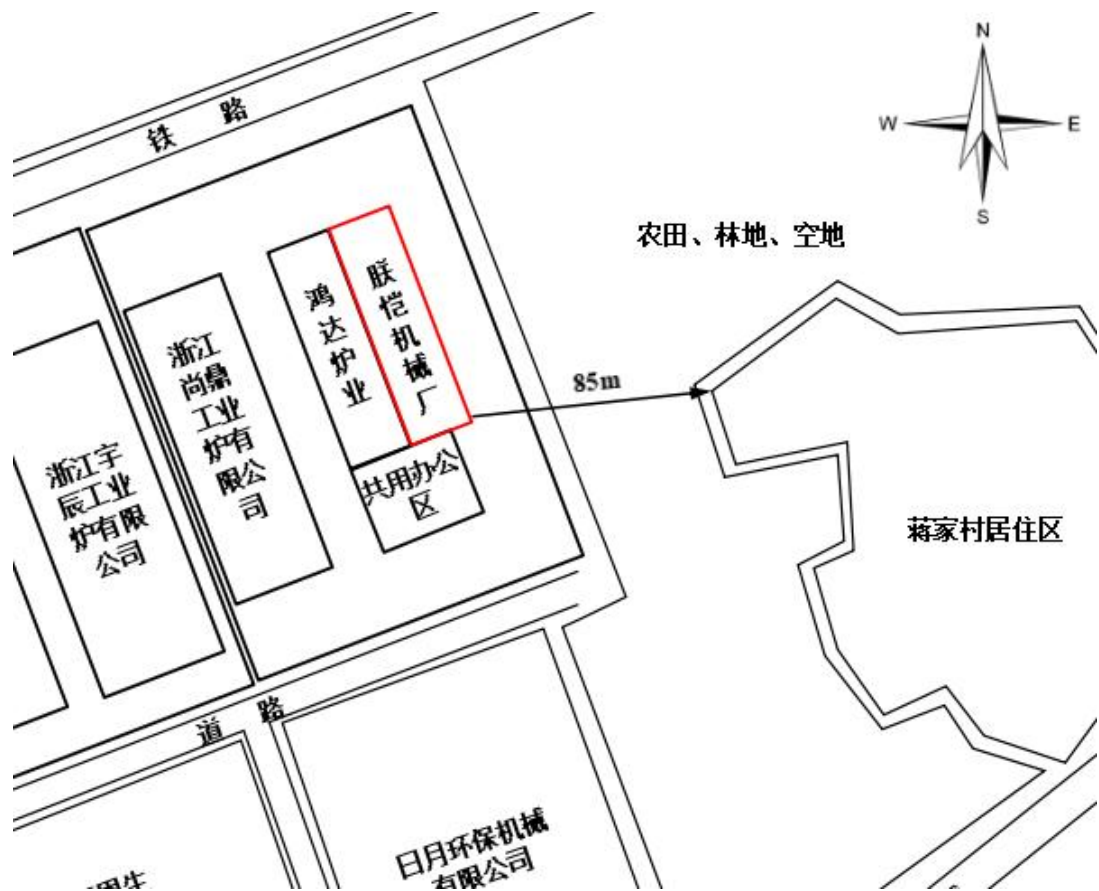 N
铁 路
W
E
S
农田、林地、空地
朕恺机械厂
鸿达炉业
浙江
尚鼎
工业
炉有
限公
司
85m
浙江宇
辰工业
炉有限
公司
共用办公
区
蒋家村居住区
道 路
日月环保机械
有限公司